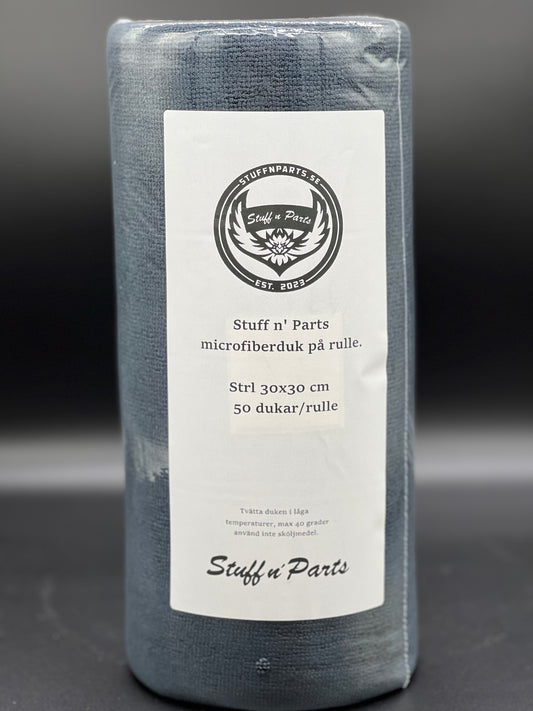 STUFFNPARTS.SE
Stuff n' Parts
EST. 2023
Stuff n' Parts
microfiberduk på rulle.
Strl 30x30 cm
50 dukar/rulle
Tvätta duken i låga
temperaturer, max 40 grader
använd inte sköljmedel.
Stuff n' Parts